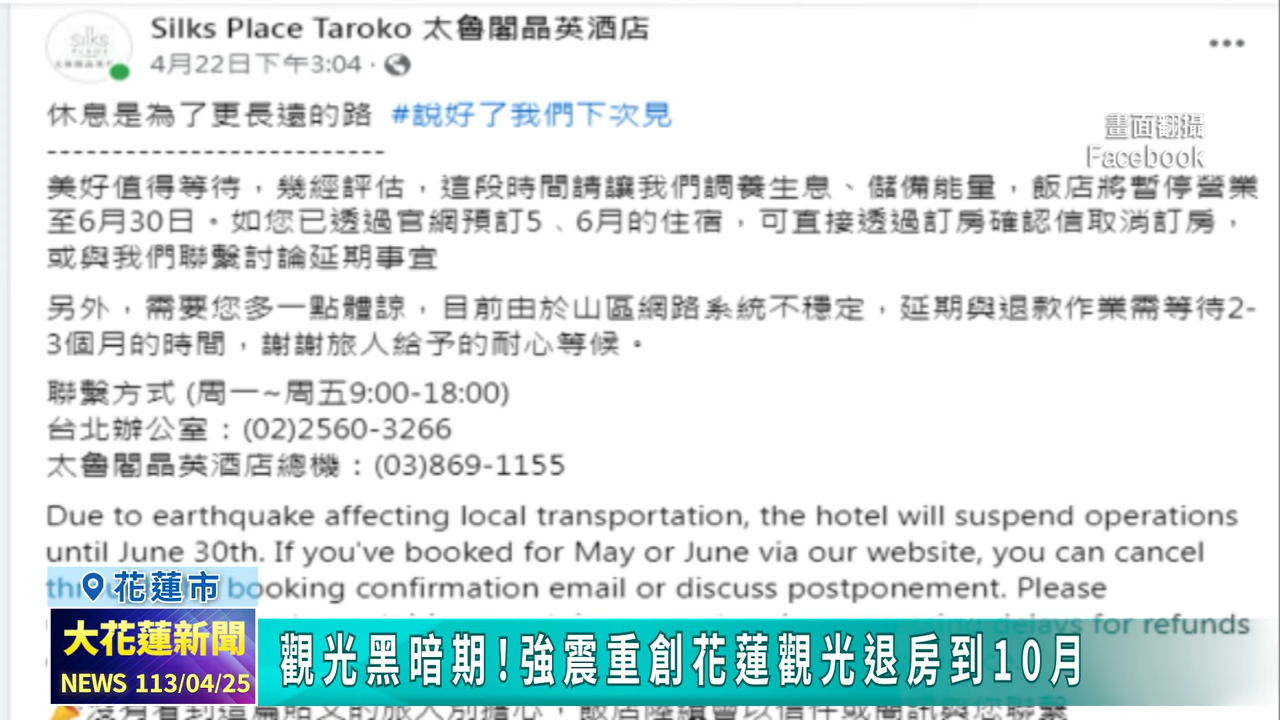 Silks Place Taroko 太魯閣晶英酒店
4月22日下午3:04
休息是為了更長遠的路 #說好了我們下次見
--------------------------
畫面翻攝
Facebook
美好值得等待，幾經評估，這段時間請讓我們調養生息、儲備能量，飯店將暫停營業
至6月30日。如您已透過官網預訂5、6月的住宿，可直接透過訂房確認信取消訂房，
或與我們聯繫討論延期事宜
另外，需要您多一點體諒，目前由於山區網路系統不穩定，延期與退款作業需等待2-
3個月的時間，謝謝旅人給予的耐心等候。
聯繫方式 (周一~周五9:00-18:00)
台北辦公室：(02)2560-3266
太魯閣晶英酒店總機：(03)869-1155
Due to earthquake affecting local transportation, the hotel will suspend operations
until June 30th. If you've booked for May or June via our website, you can cancel
booking confirmation email or discuss postponement. Please
delays for refunds
花蓮市
大花蓮新聞
NEWS 113/04/25
觀光黑暗期!強震重創花蓮觀光退房到10月